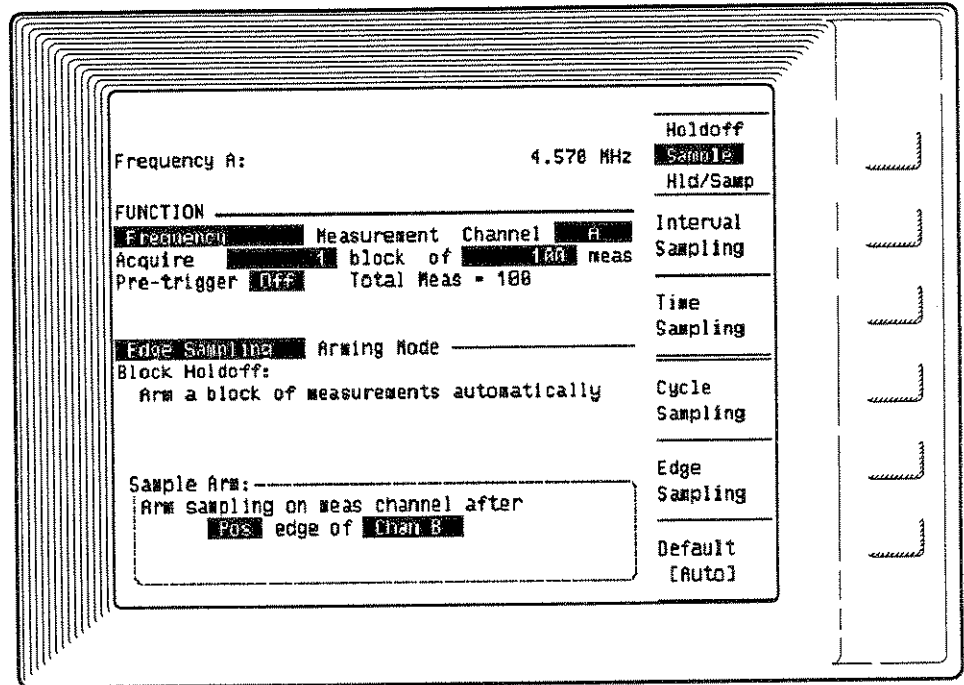 Frequency A: 4.570 MHz
FUNCTION
Frequency Measurement Channel A
Acquire 1 block of 100 meas
Pre-trigger Off Total Meas = 100
Edge Sampling Arming Mode
Block Holdoff:
Arm a block of measurements automatically
Sample Arm:
Arm sampling on meas channel after
Pos edge of Chan B
Holdoff
Sample
Hld/Samp
Interval
Sampling
Time
Sampling
Cycle
Sampling
Edge
Sampling
Default
[Auto]